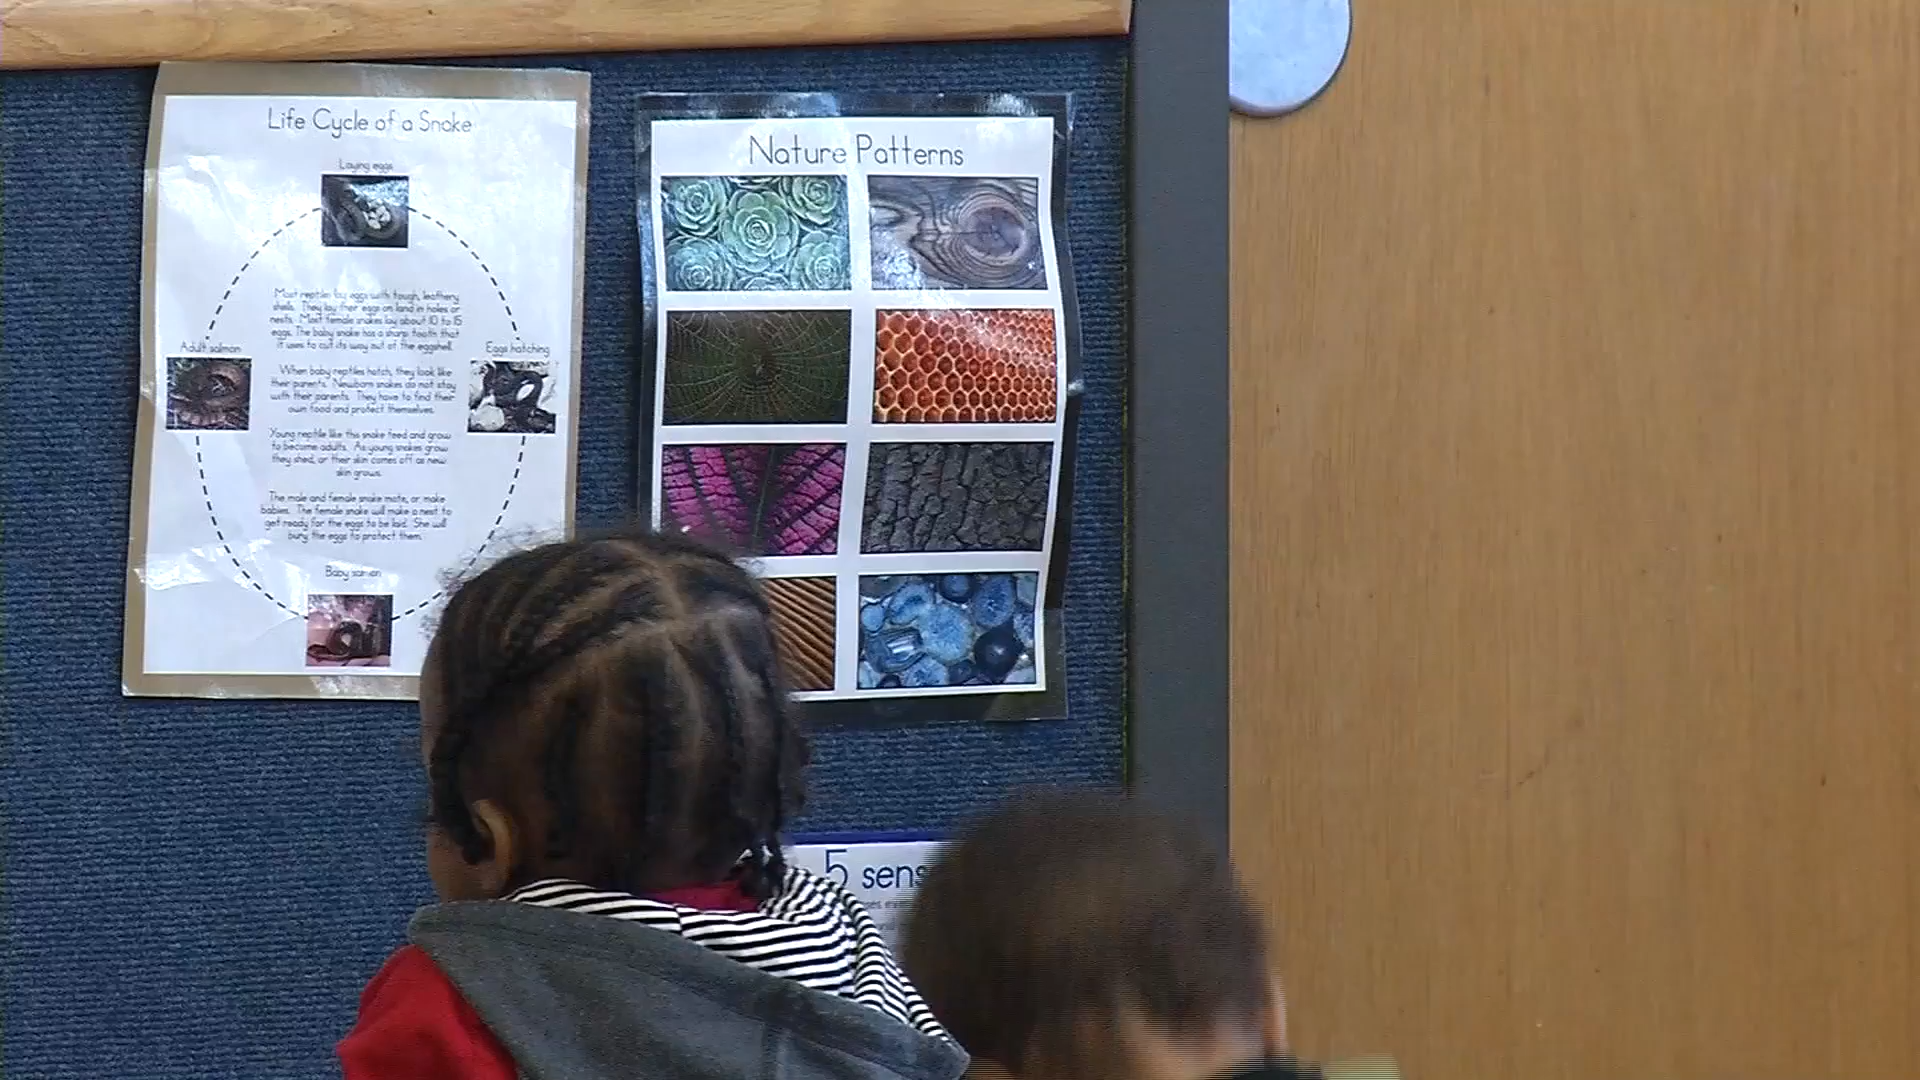 Life Cycle of a Snake
Laying eggs
Most reptiles lay eggs with tough, leathery
shells. They lay their eggs on land in holes or
nests. Most female snakes lay about 10 to 15
eggs. The baby snake has a sharp tooth that
it uses to cut its way out of the eggshell.
Adult salmon
Eggs hatching
When baby reptiles hatch, they look like
their parents. Newborn snakes do not stay
with their parents. They have to find their
own food and protect themselves.
Young reptile like this snake feed and grow
to become adults. As young snakes grow
they shed, or their skin comes off as new
skin grows.
The male and female snake mate, or make
babies. The female snake will make a nest to
get ready for the eggs to be laid. She will
bury the eggs to protect them.
Baby salmon
Nature Patterns
5 sens